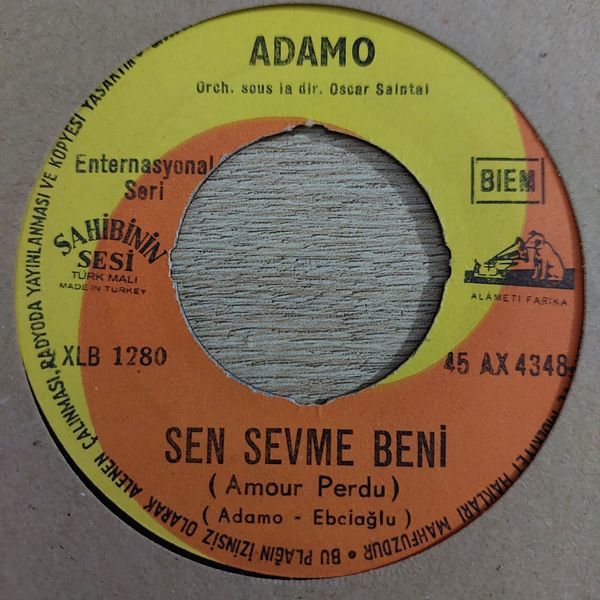 ADAMO
Orch. sous la dir. Oscar Saintal
Enternasyonal
Seri
BIEM
SAHİBİNİN
SESİ
TÜRK MALI
MADE IN TURKEY
ALAMETİ FARİKA
XLB 1280
45 AX 4348
SEN SEVME BENİ
( Amour Perdu )
( Adamo - Ebciağlu )
HAKLARI MAHFUZDUR • BU PLAĞIN İZİNSİZ OLARAK ALENEN ÇALINMASI, RADYODA YAYINLANMASI VE KOPYESİ YASAKTIR